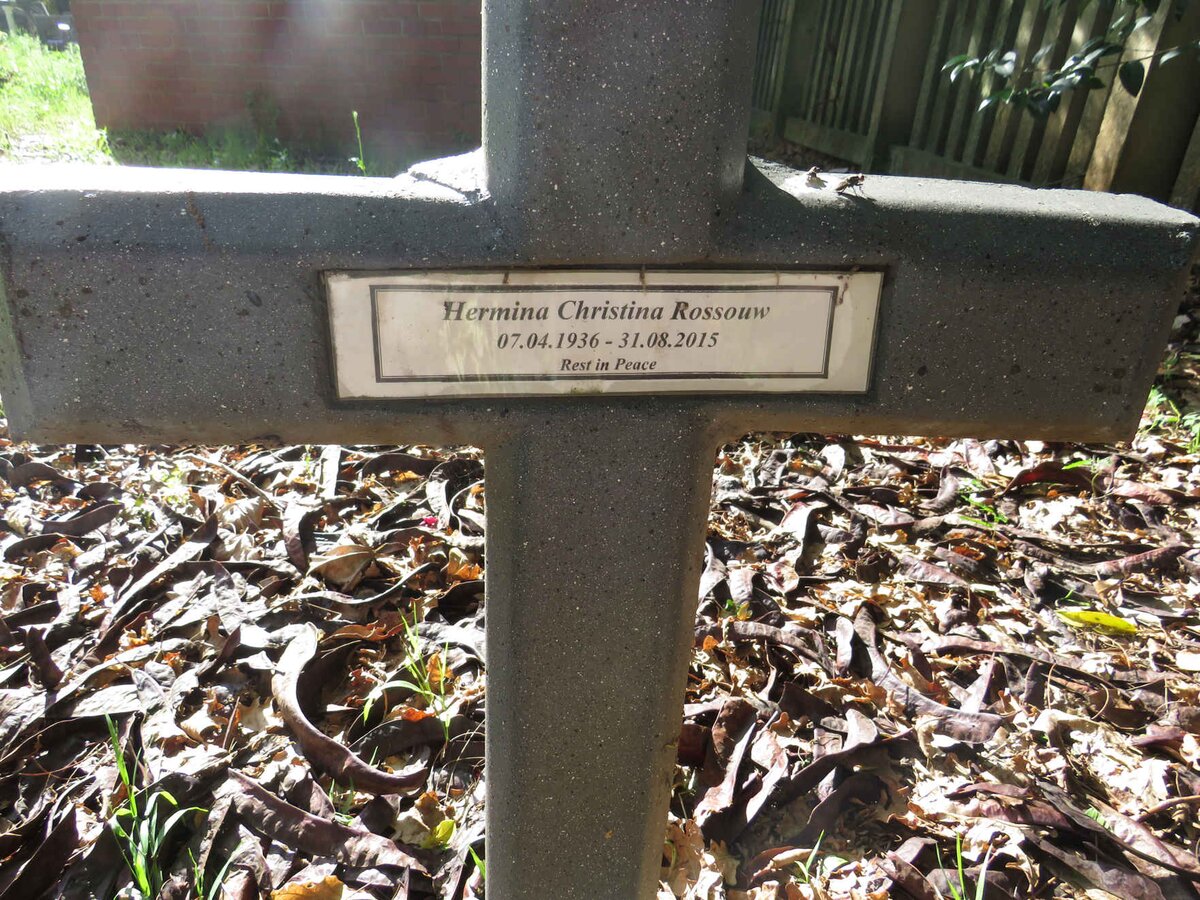 Hermina Christina Rossouw
07.04.1936 - 31.08.2015
Rest in Peace